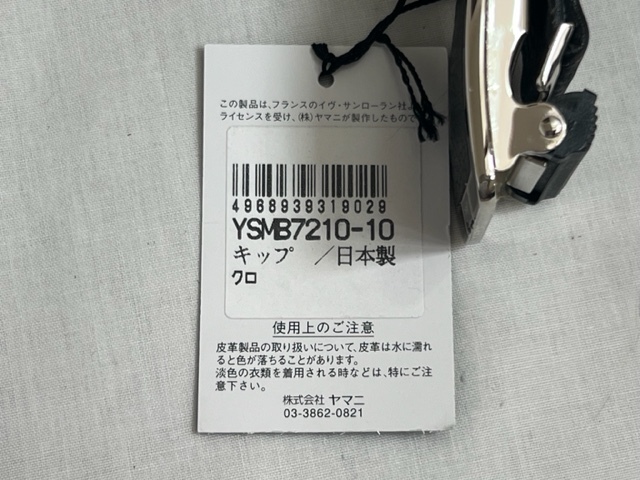 この製品は、フランスのイヴ・サンローラン社よ
ライセンスを受け、(株)ヤマニが製作したもので
4968939319029
YSMB7210-10
キップ ／日本製
クロ
使用上のご注意
皮革製品の取り扱いについて、皮革は水に濡れ
ると色が落ちることがあります。
淡色の衣類を着用される時などは、特にご注
意下さい。
株式会社 ヤマニ
03-3862-0821